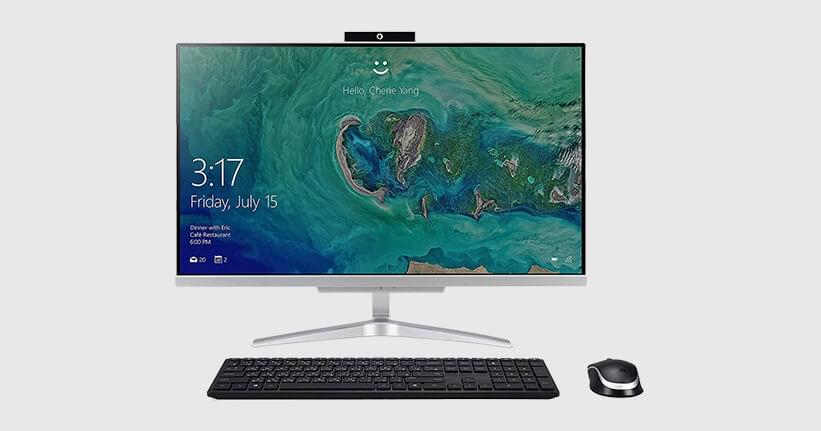 Hello, Cherie Yang
3:17
Friday, July 15
Dinner with Eric
Café Restaurant
6:00 PM
20 2